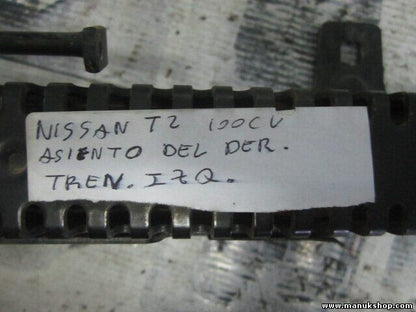 NISSAN T2 100CV
ASIENTO DEL DER.
TREN. IZQ.
www.manukshop.com